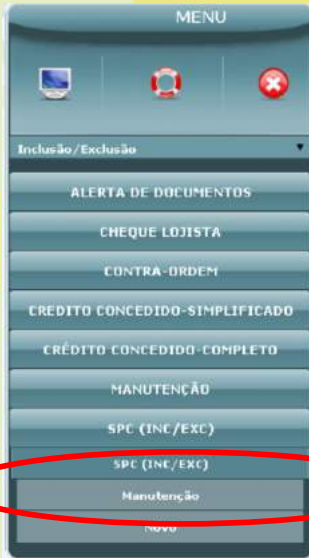 MENU
Inclusão/Exclusão
ALERTA DE DOCUMENTOS
CHEQUE LOJISTA
CONTRA-ORDEM
CREDITO CONCEDIDO-SIMPLIFICADO
CRÉDITO CONCEDIDO-COMPLETO
MANUTENÇÃO
SPC (INC/EXC)
SPC (INC/EXC)
Manutenção
Novo